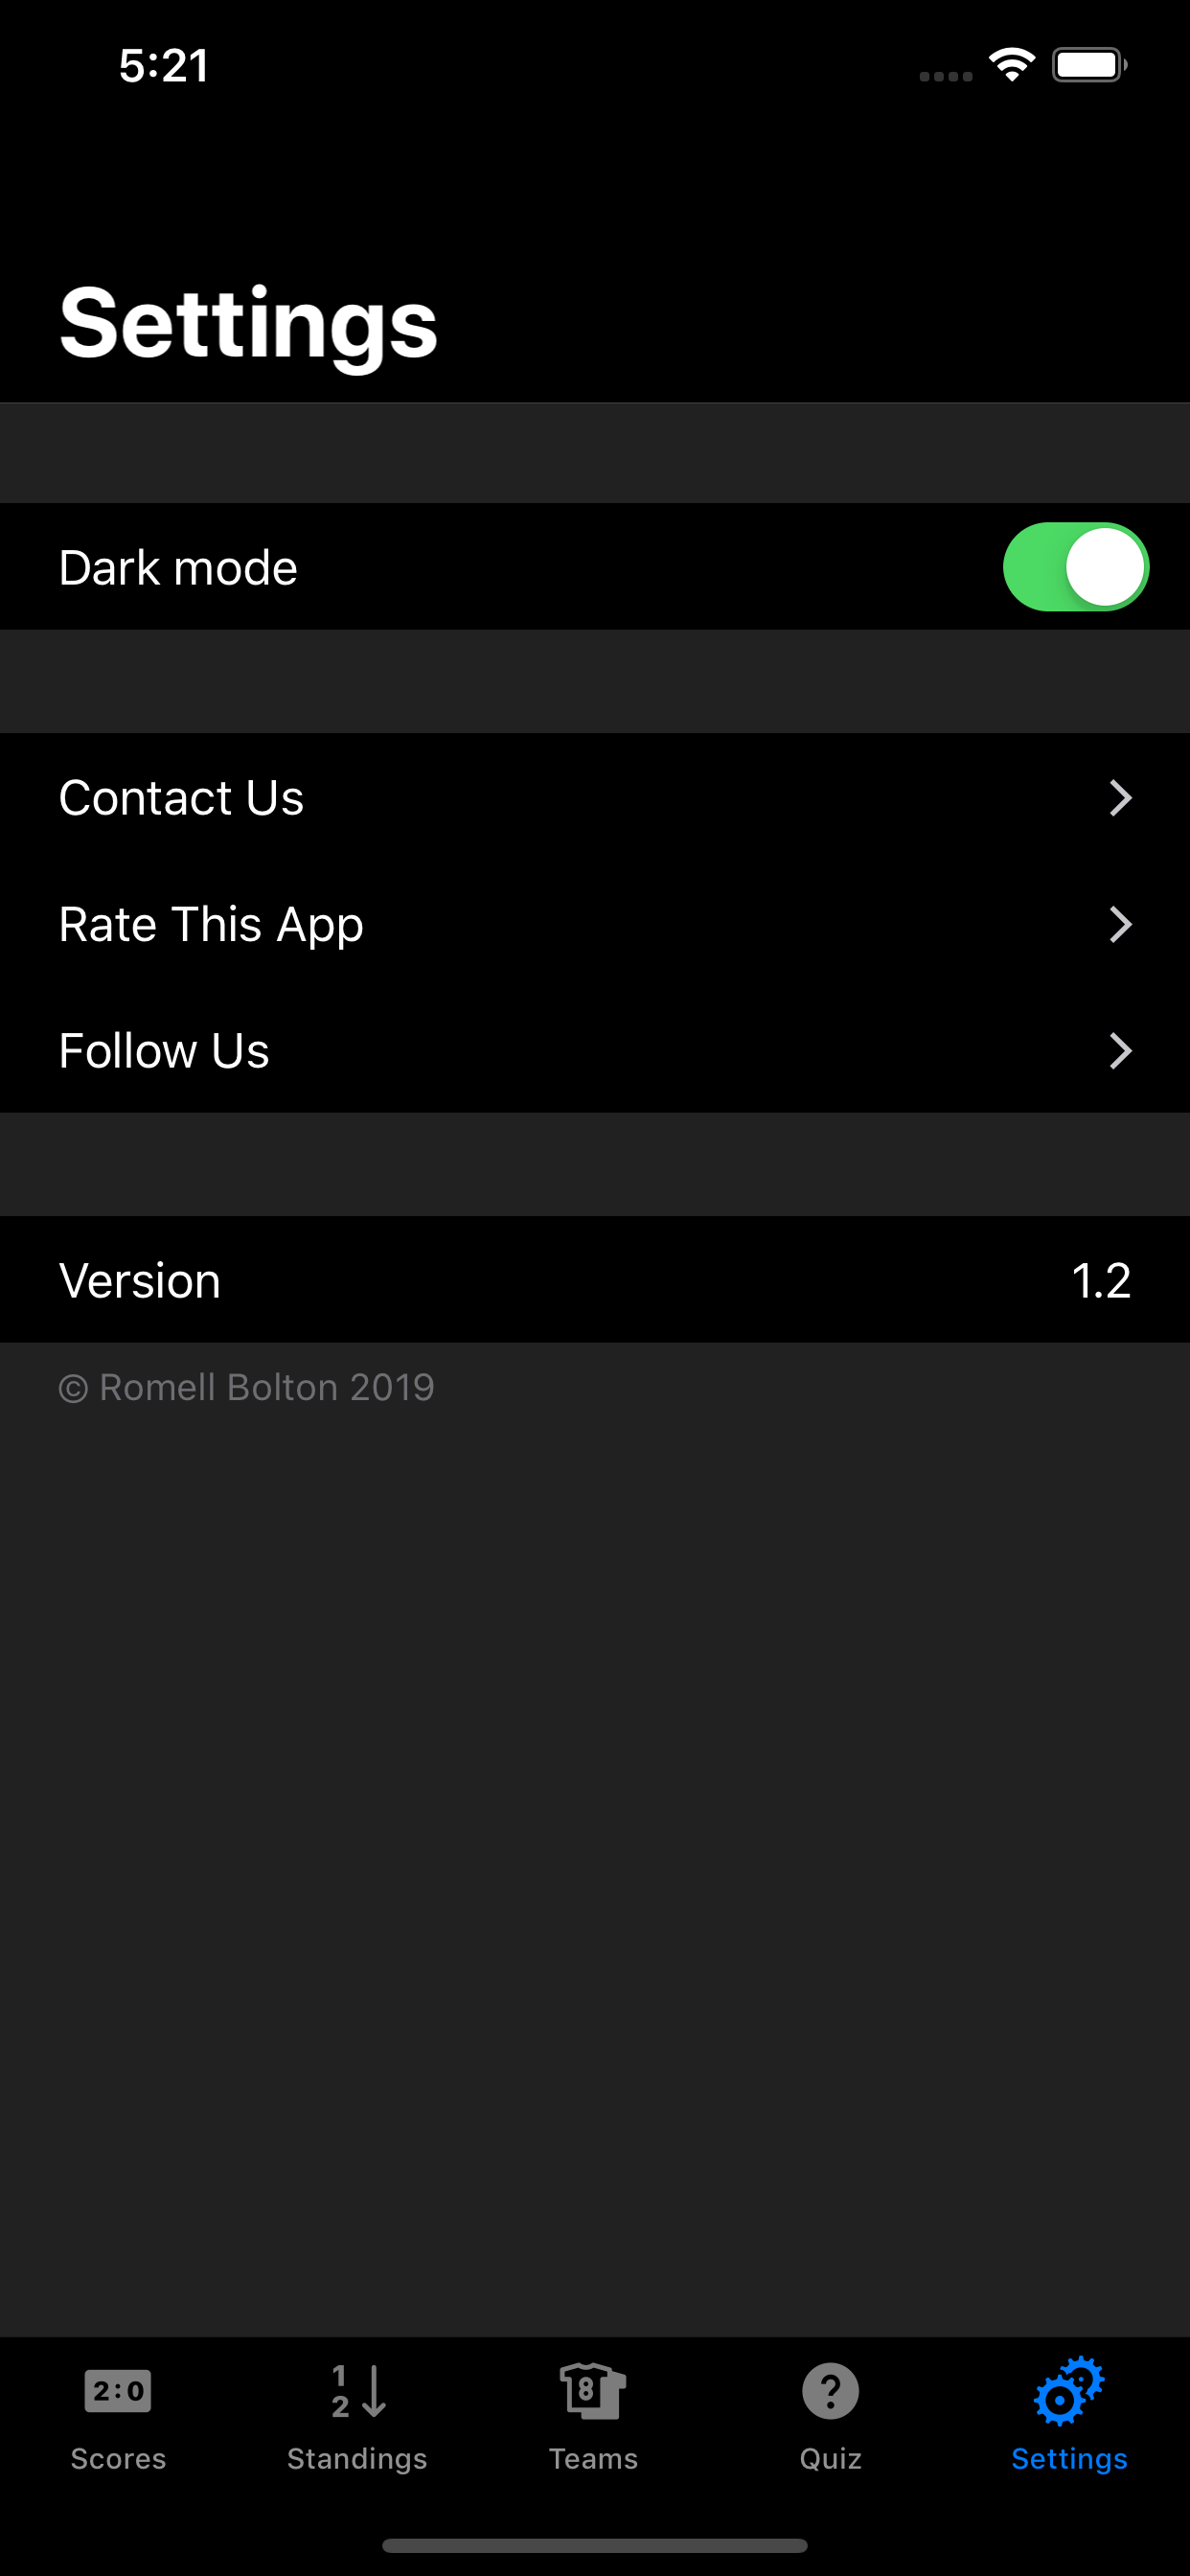 5:21
Settings
Dark mode
Contact Us
Rate This App
Follow Us
Version 1.2
© Romell Bolton 2019
2:0
1
2
8
?
Scores Standings Teams Quiz Settings